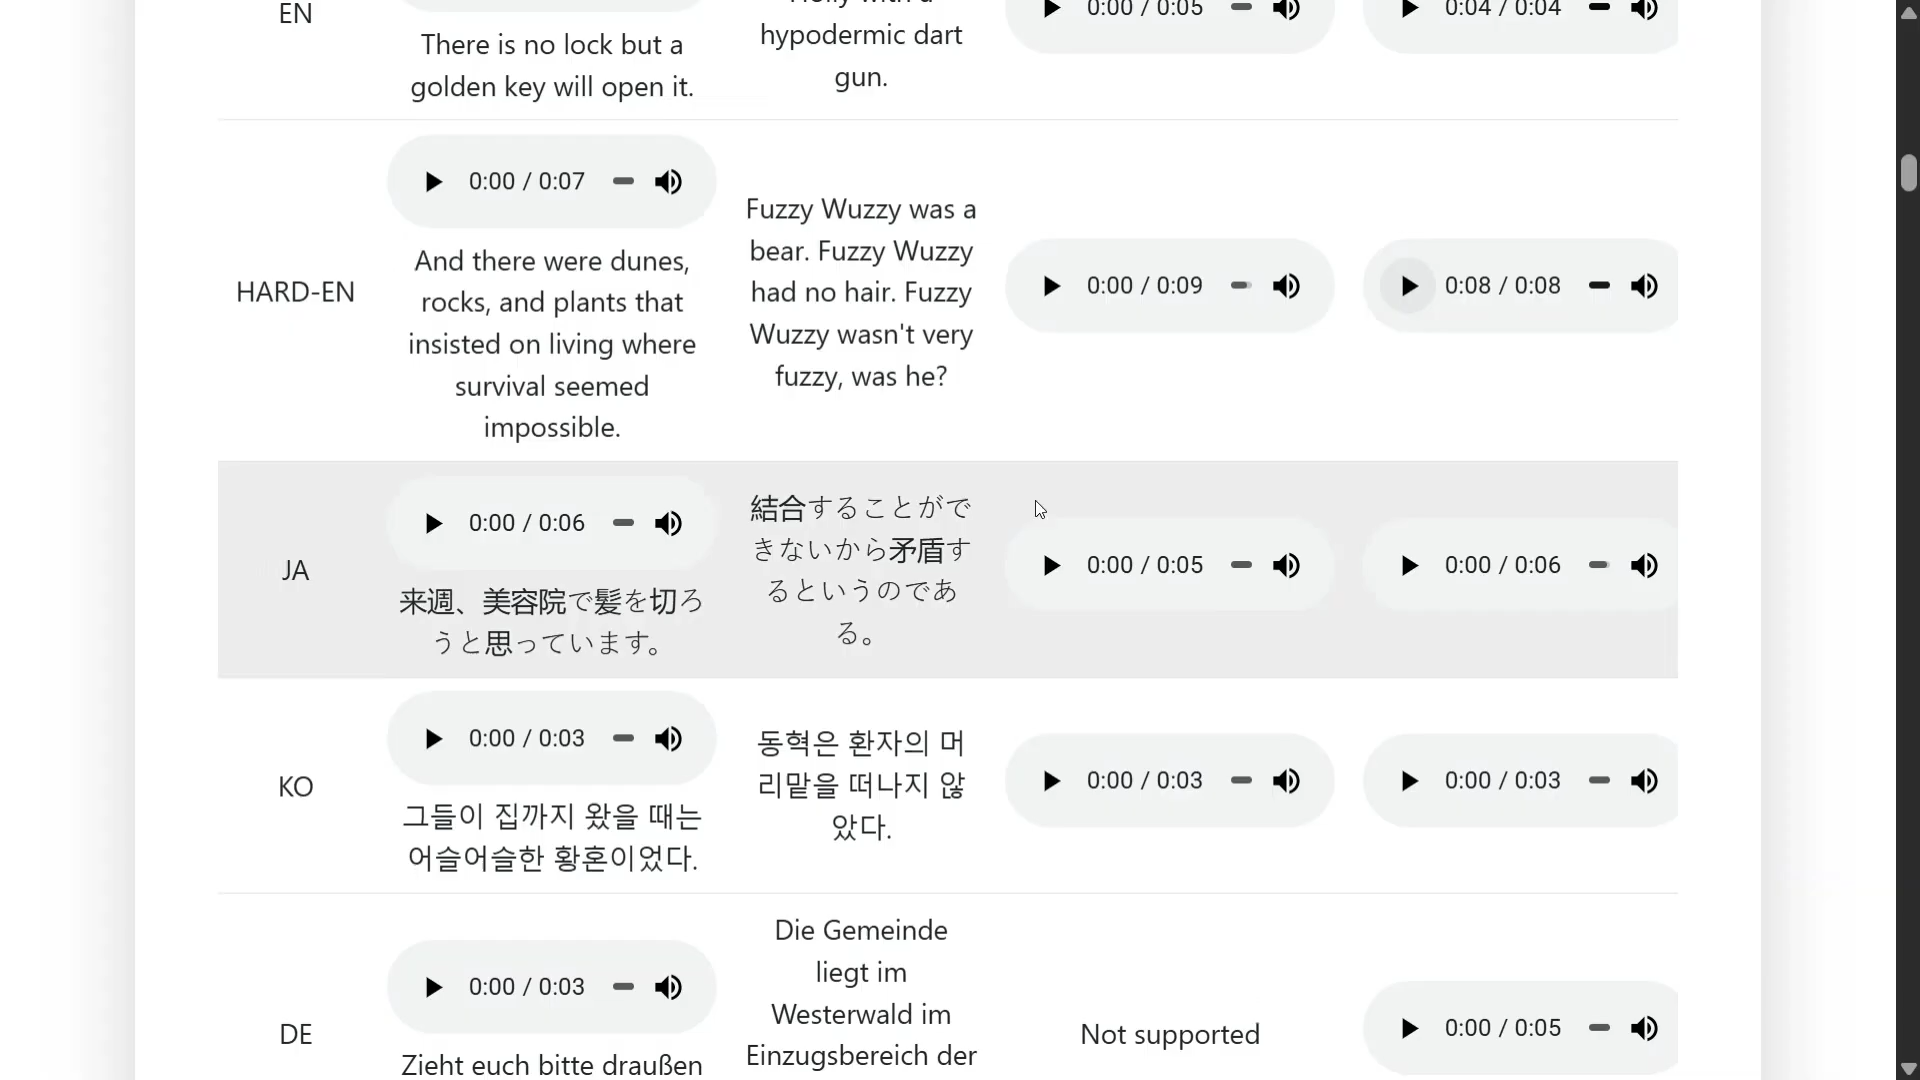 EN
There is no lock but a
golden key will open it.
hypodermic dart
gun.
0:00 / 0:05
0:04 / 0:04
HARD-EN
0:00 / 0:07
And there were dunes,
rocks, and plants that
insisted on living where
survival seemed
impossible.
Fuzzy Wuzzy was a
bear. Fuzzy Wuzzy
had no hair. Fuzzy
Wuzzy wasn't very
fuzzy, was he?
0:00 / 0:09
0:08 / 0:08
JA
0:00 / 0:06
来週、美容院で髪を切ろ
うと思っています。
結合することがで
きないから矛盾す
るというのであ
る。
0:00 / 0:05
0:00 / 0:06
KO
0:00 / 0:03
그들이 집까지 왔을 때는
어슬어슬한 황혼이었다.
동혁은 환자의 머
리맡을 떠나지 않
았다.
0:00 / 0:03
0:00 / 0:03
DE
0:00 / 0:03
Zieht euch bitte draußen
Die Gemeinde
liegt im
Westerwald im
Einzugsbereich der
Not supported
0:00 / 0:05